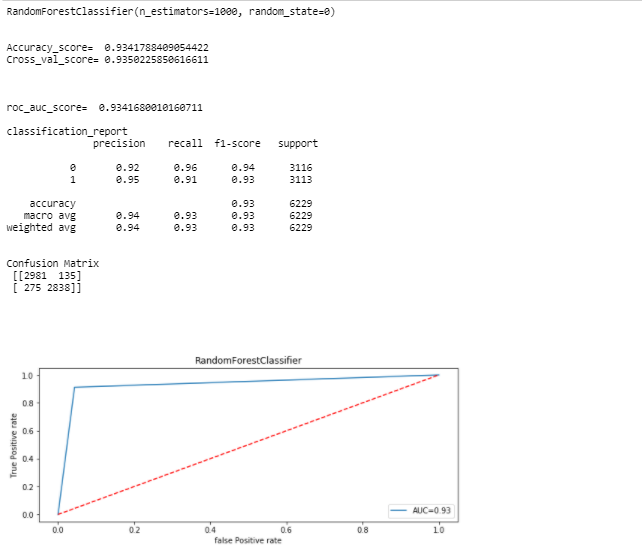 RandomForestClassifier(n_estimators=1000, random_state=0)
Accuracy_score=  0.9341788409054422
Cross_val_score= 0.9350225850616611
roc_auc_score=  0.9341680010160711
classification_report
precision    recall  f1-score   support
0       0.92      0.96      0.94      3116
1       0.95      0.91      0.93      3113
accuracy                           0.93      6229
macro avg       0.94      0.93      0.93      6229
weighted avg       0.94      0.93      0.93      6229
Confusion Matrix
[[2981  135]
[ 275 2838]]
RandomForestClassifier
1.0
0.8
0.6
0.4
0.2
0.0
True Positive rate
AUC=0.93
0.0 0.2 0.4 0.6 0.8 1.0
false Positive rate